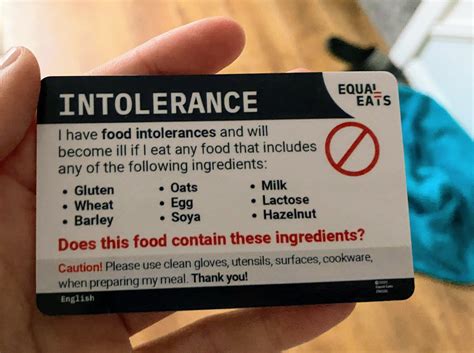 EQUAL
EATS
INTOLERANCE
I have food intolerances and will
become ill if I eat any food that includes
any of the following ingredients:
• Gluten • Oats • Milk
• Wheat • Egg • Lactose
• Barley • Soya • Hazelnut
Does this food contain these ingredients?
Caution! Please use clean gloves, utensils, surfaces, cookware,
when preparing my meal. Thank you!
English